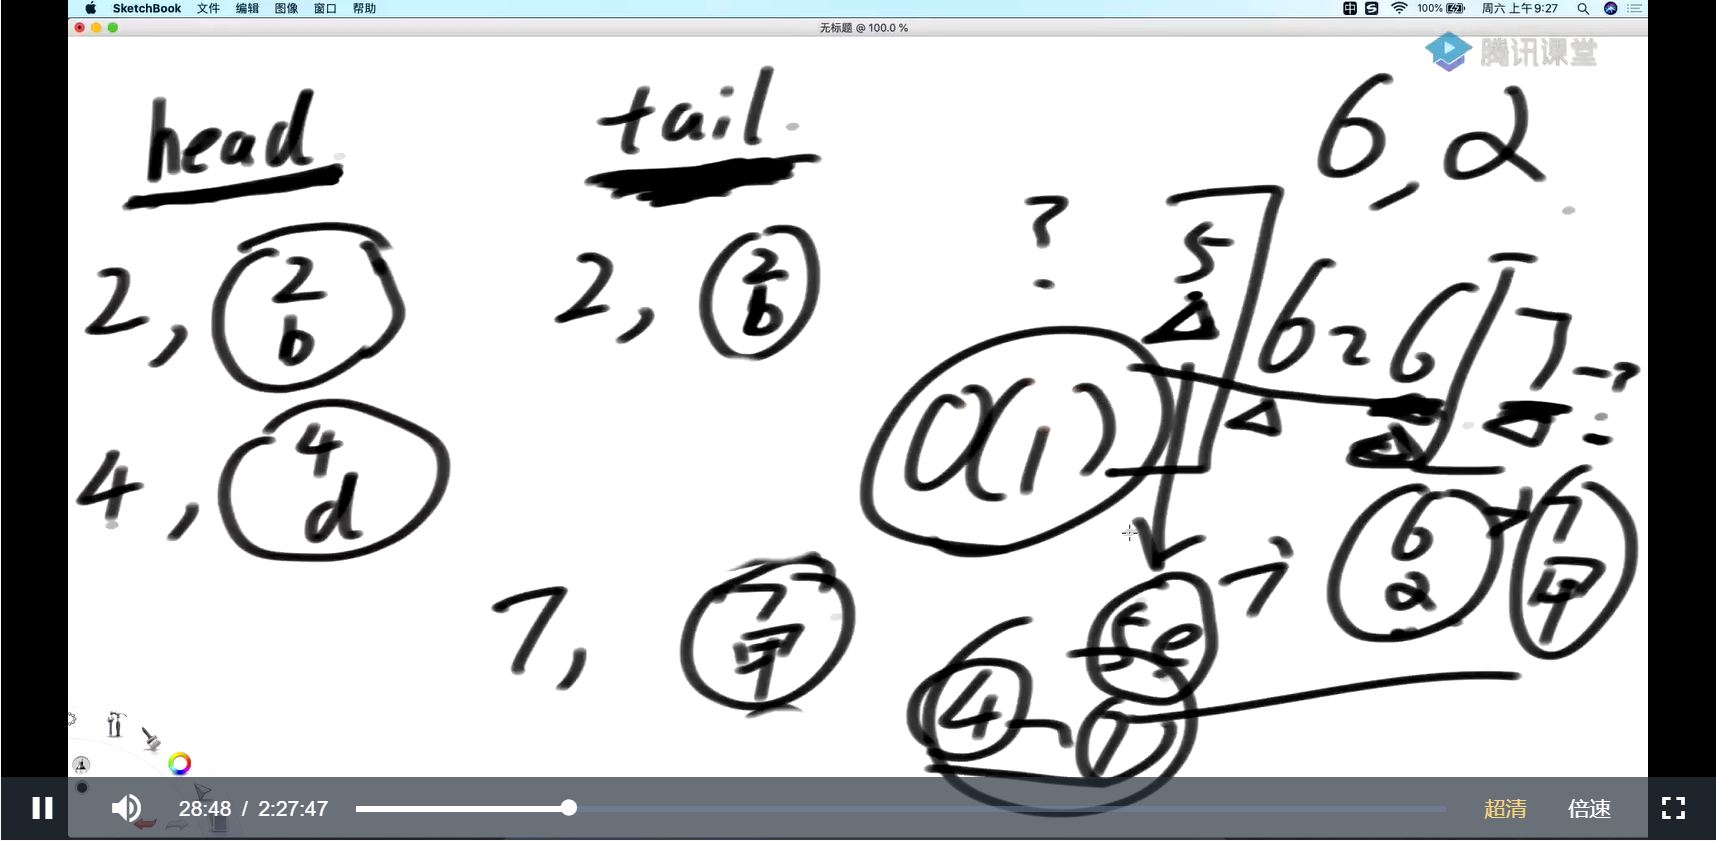 SketchBook 文件 编辑 图像 窗口 帮助 100% 周六 上午9:27
无标题 @ 100.0 %
腾讯课堂
head tail 6,2
?
2, 2 b 2, 2 b 5
6 2 6 7 ?
4, 4 d O(1)
6 2 7
7, 7 甲 5 e
4 7
28:48 / 2:27:47 超清 倍速